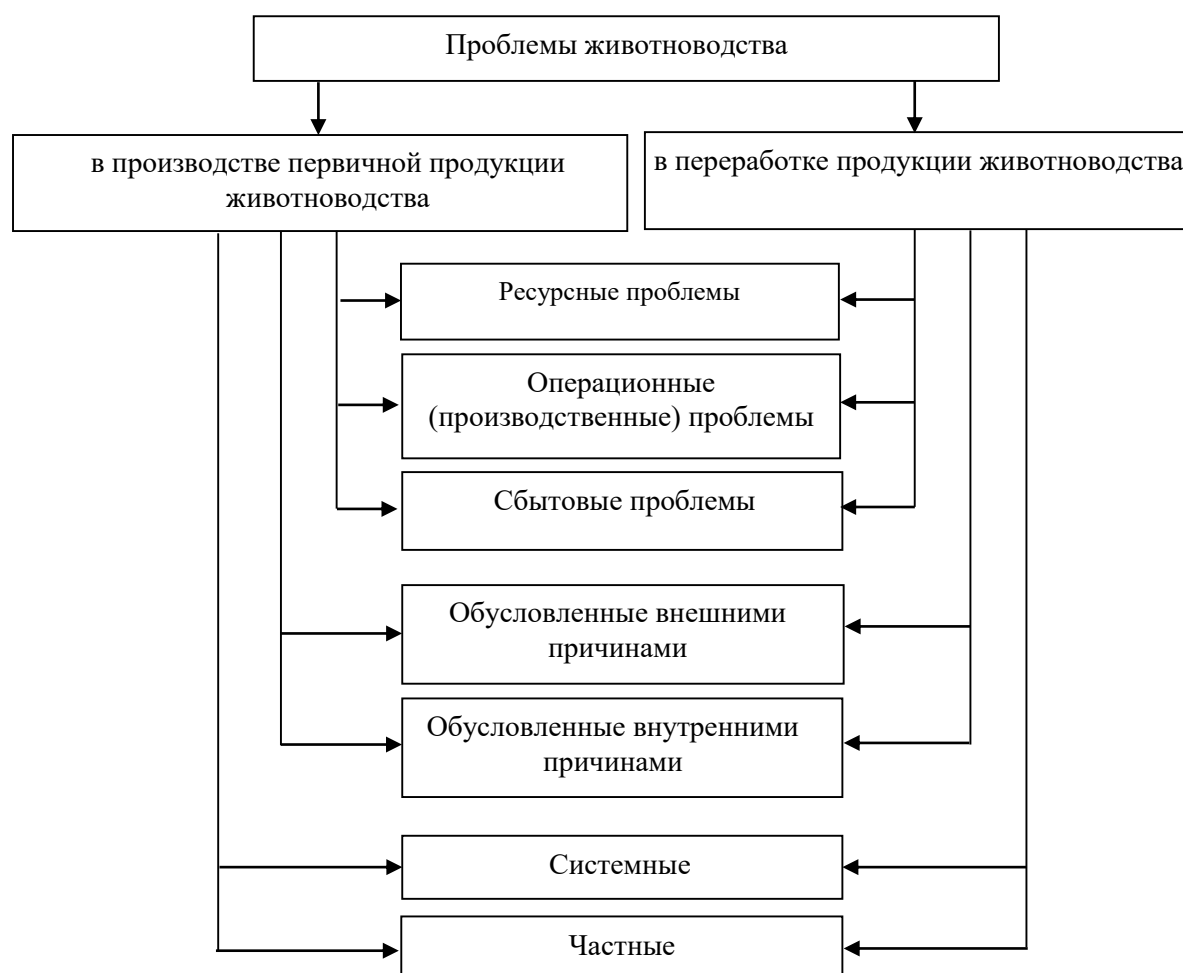 Проблемы животноводства
в производстве первичной продукции
животноводства
в переработке продукции животноводства
Ресурсные проблемы
Операционные
(производственные) проблемы
Сбытовые проблемы
Обусловленные внешними
причинами
Обусловленные внутренними
причинами
Системные
Частные